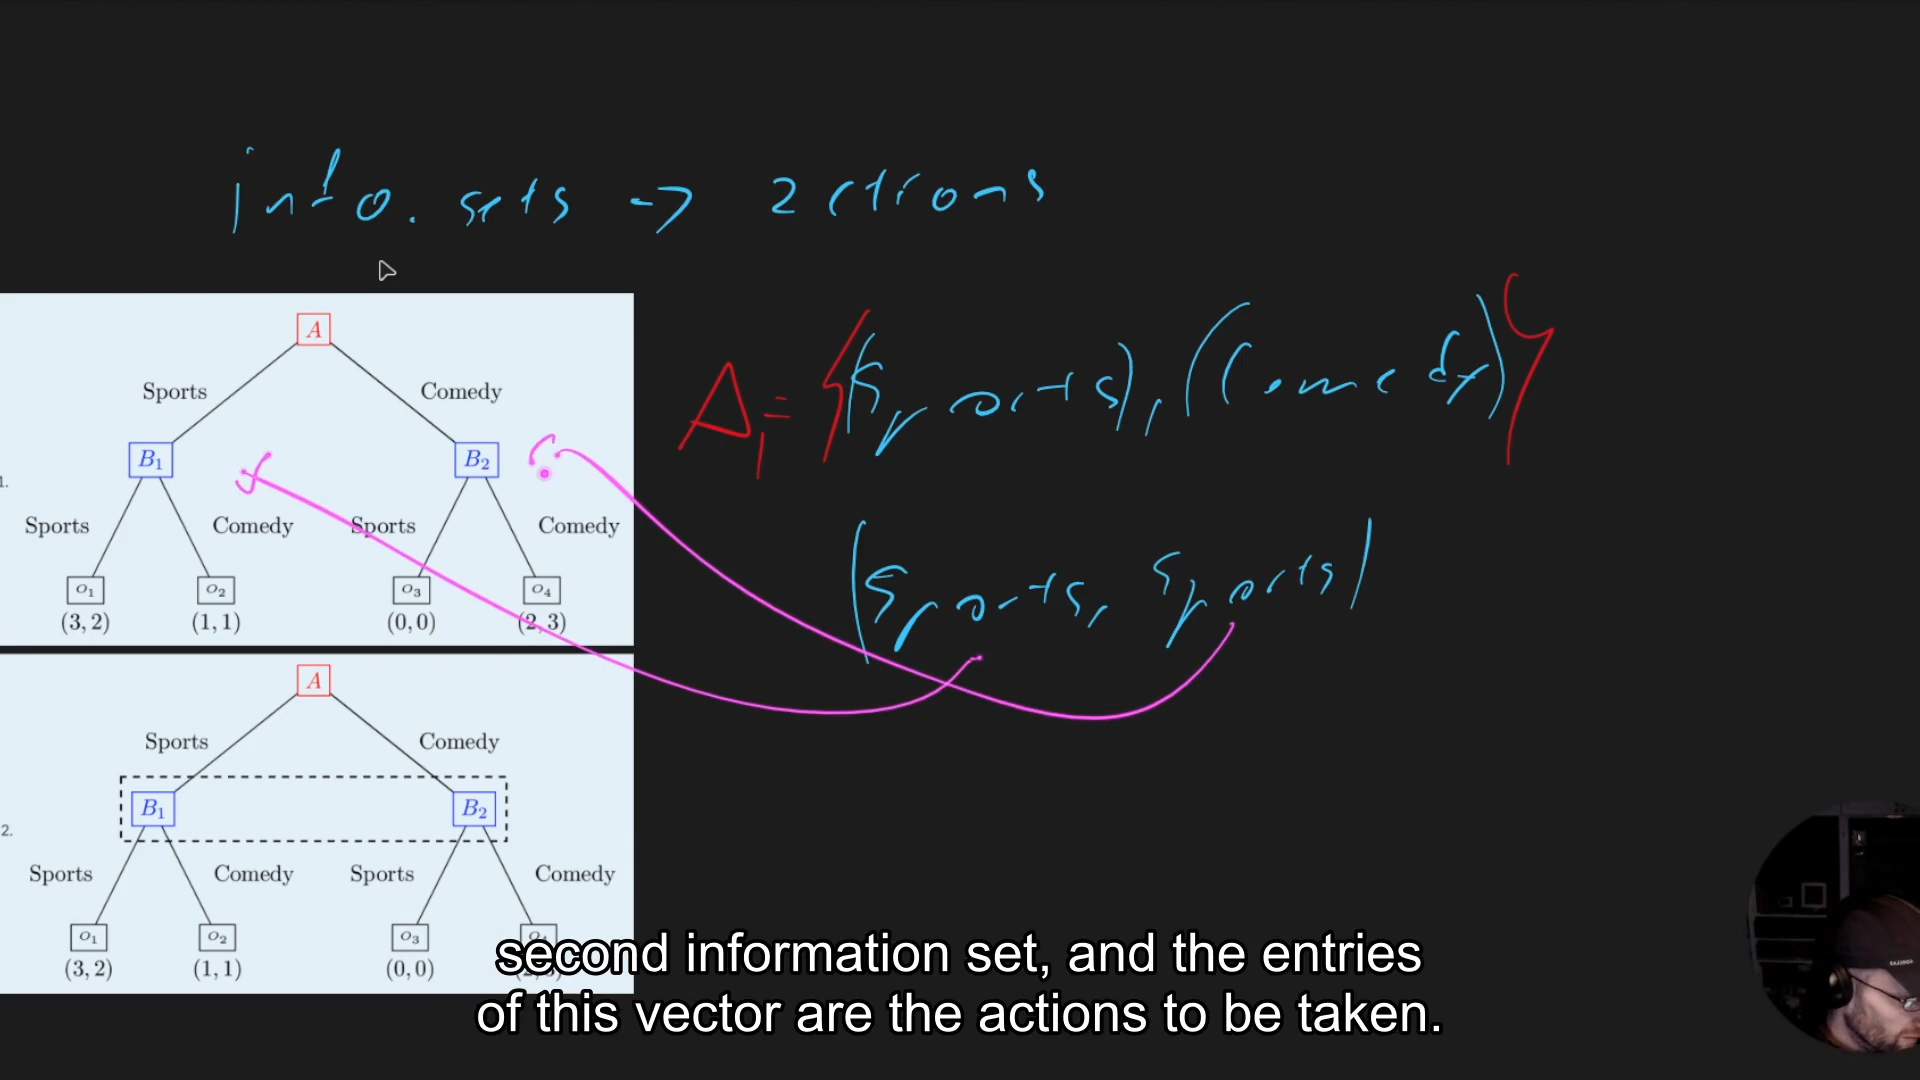 info. sets -> actions
A
Sports Comedy
B1 B2
1.
Sports Comedy Sports Comedy
o1 o2 o3 o4
(3, 2) (1, 1) (0, 0) (2, 3)
A1 = {(Sports), (Comedy)}
(Sports, Sports)
A
Sports Comedy
B1 B2
2.
Sports Comedy Sports Comedy
o1 o2 o3
(3, 2) (1, 1) (0, 0)
second information set, and the entries
of this vector are the actions to be taken.